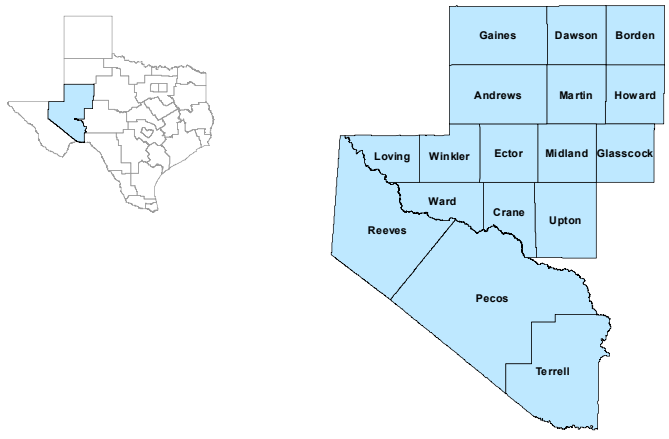 Gaines Dawson Borden
Andrews Martin Howard
Loving Winkler Ector Midland Glasscock
Ward
Crane
Upton
Reeves
Pecos
Terrell